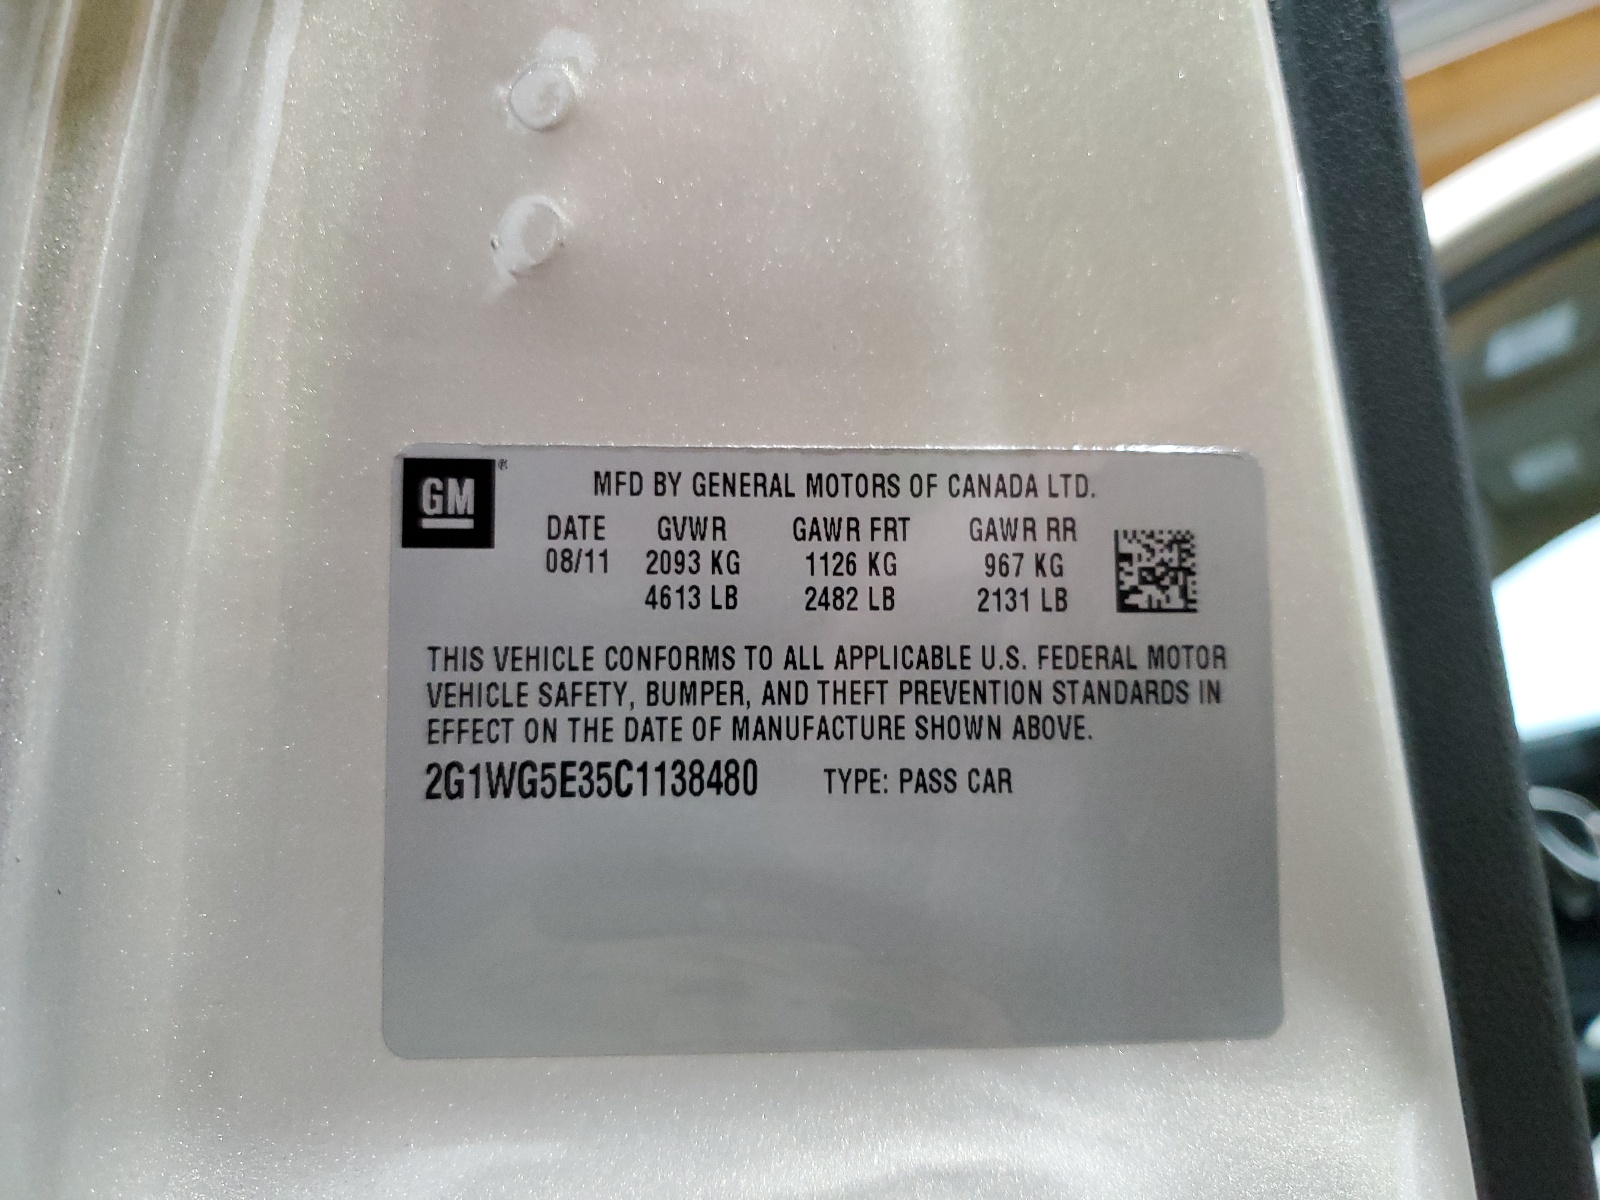 GM®
MFD BY GENERAL MOTORS OF CANADA LTD.
DATE GVWR GAWR FRT GAWR RR
08/11 2093 KG 1126 KG 967 KG
4613 LB 2482 LB 2131 LB
THIS VEHICLE CONFORMS TO ALL APPLICABLE U.S. FEDERAL MOTOR
VEHICLE SAFETY, BUMPER, AND THEFT PREVENTION STANDARDS IN
EFFECT ON THE DATE OF MANUFACTURE SHOWN ABOVE.
2G1WG5E35C1138480 TYPE: PASS CAR